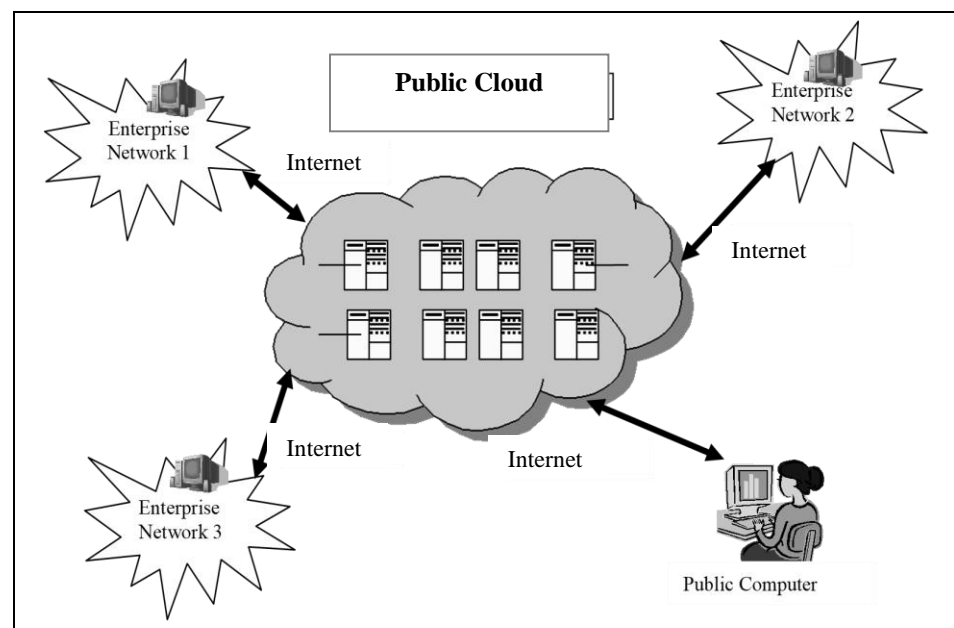 Public Cloud
Enterprise
Network 1
Enterprise
Network 2
Internet
Internet
Internet
Internet
Enterprise
Network 3
Public Computer